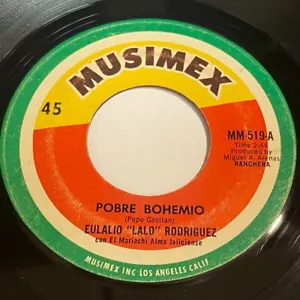 MUSIMEX
45
MM-519-A
Time 2:44
Produced by
Miguel A. Arenas
RANCHERA
POBRE BOHEMIO
(Pepe Gavilan)
EULALIO "LALO" RODRIGUEZ
con El Mariachi Alma Jaliciense
MUSIMEX INC LOS ANGELES CALIF